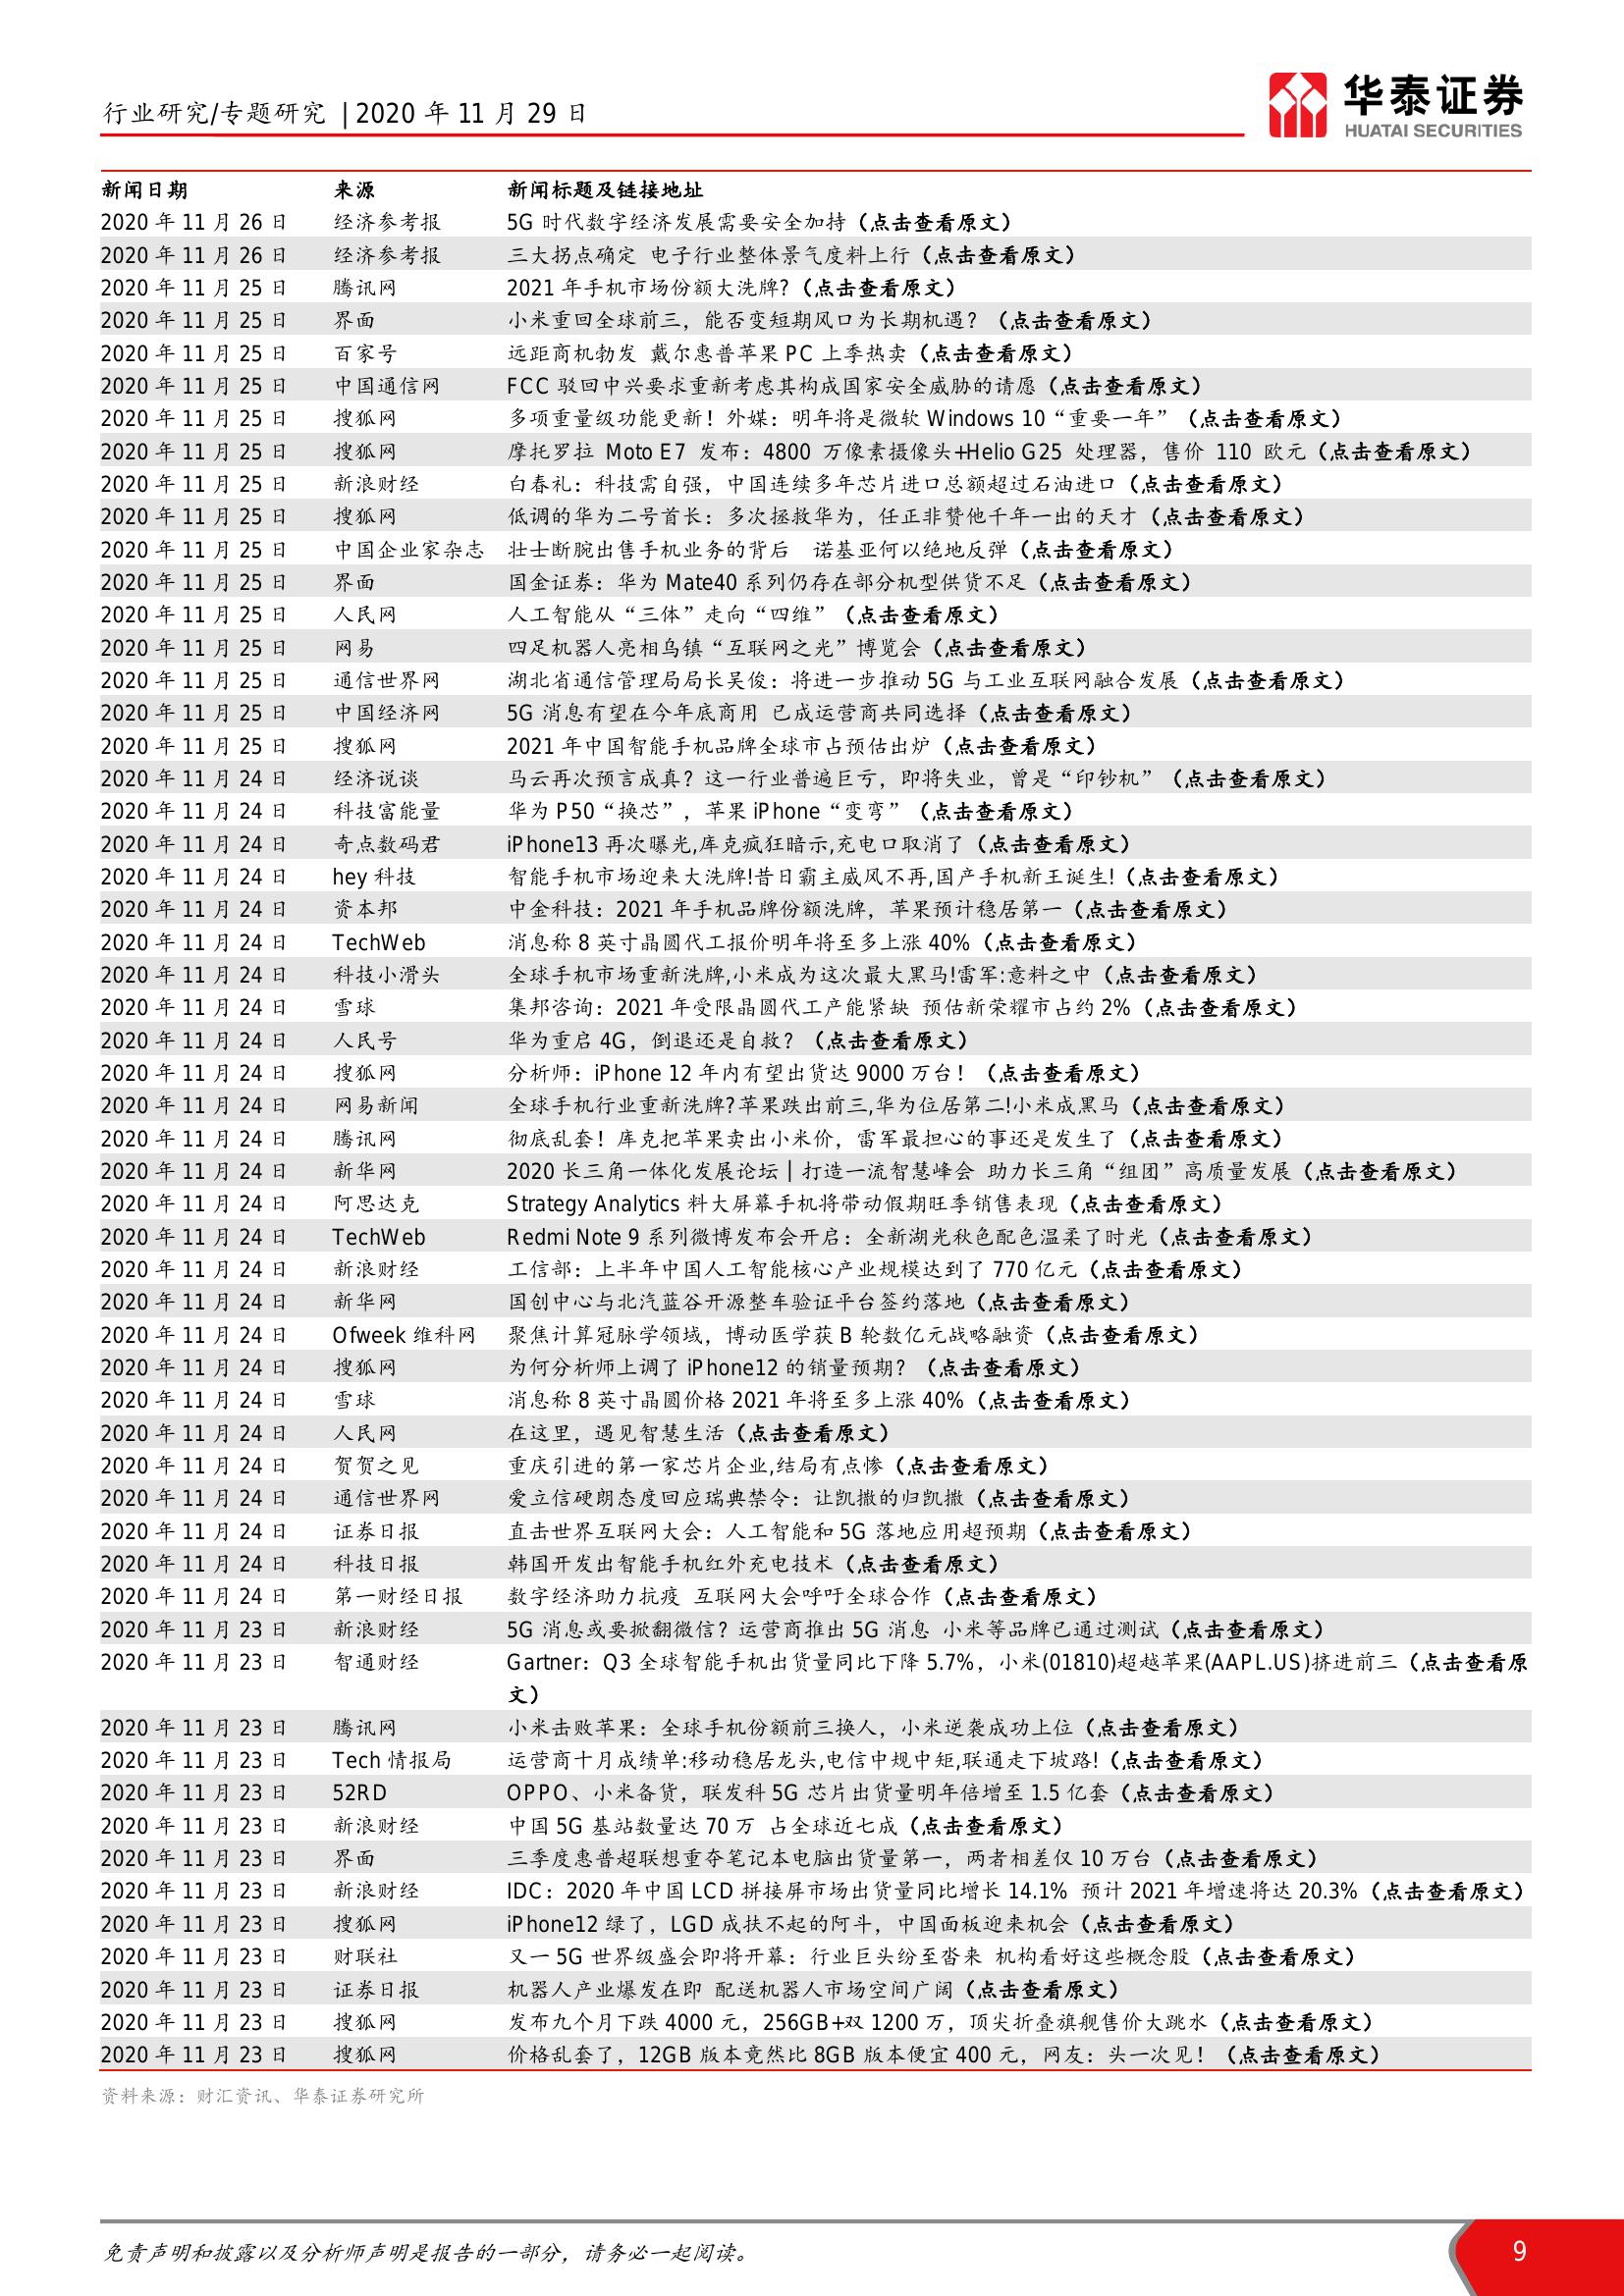 行业研究/专题研究 | 2020 年 11 月 29 日
华泰证券
HUATAI SECURITIES
新闻日期 来源 新闻标题及链接地址
2020 年 11 月 26 日 经济参考报 5G 时代数字经济发展需要安全加持（点击查看原文）
2020 年 11 月 26 日 经济参考报 三大拐点确定 电子行业整体景气度料上行（点击查看原文）
2020 年 11 月 25 日 腾讯网 2021 年手机市场份额大洗牌?（点击查看原文）
2020 年 11 月 25 日 界面 小米重回全球前三，能否变短期风口为长期机遇？（点击查看原文）
2020 年 11 月 25 日 百家号 远距商机勃发 戴尔惠普苹果 PC 上季热卖（点击查看原文）
2020 年 11 月 25 日 中国通信网 FCC 驳回中兴要求重新考虑其构成国家安全威胁的请愿（点击查看原文）
2020 年 11 月 25 日 搜狐网 多项重量级功能更新！外媒：明年将是微软 Windows 10“重要一年”（点击查看原文）
2020 年 11 月 25 日 搜狐网 摩托罗拉 Moto E7 发布：4800 万像素摄像头+Helio G25 处理器，售价 110 欧元（点击查看原文）
2020 年 11 月 25 日 新浪财经 白春礼：科技需自强，中国连续多年芯片进口总额超过石油进口（点击查看原文）
2020 年 11 月 25 日 搜狐网 低调的华为二号首长：多次拯救华为，任正非赞他千年一出的天才（点击查看原文）
2020 年 11 月 25 日 中国企业家杂志 壮士断腕出售手机业务的背后 诺基亚何以绝地反弹（点击查看原文）
2020 年 11 月 25 日 界面 国金证券：华为 Mate40 系列仍存在部分机型供货不足（点击查看原文）
2020 年 11 月 25 日 人民网 人工智能从“三体”走向“四维”（点击查看原文）
2020 年 11 月 25 日 网易 四足机器人亮相乌镇“互联网之光”博览会（点击查看原文）
2020 年 11 月 25 日 通信世界网 湖北省通信管理局局长吴俊：将进一步推动 5G 与工业互联网融合发展（点击查看原文）
2020 年 11 月 25 日 中国经济网 5G 消息有望在今年底商用 已成运营商共同选择（点击查看原文）
2020 年 11 月 25 日 搜狐网 2021 年中国智能手机品牌全球市占预估出炉（点击查看原文）
2020 年 11 月 24 日 经济说谈 马云再次预言成真？这一行业普遍巨亏，即将失业，曾是“印钞机”（点击查看原文）
2020 年 11 月 24 日 科技富能量 华为 P50“换芯”，苹果 iPhone“变弯”（点击查看原文）
2020 年 11 月 24 日 奇点数码君 iPhone13 再次曝光,库克疯狂暗示,充电口取消了（点击查看原文）
2020 年 11 月 24 日 hey 科技 智能手机市场迎来大洗牌!昔日霸主威风不再,国产手机新王诞生!（点击查看原文）
2020 年 11 月 24 日 资本邦 中金科技：2021 年手机品牌份额洗牌，苹果预计稳居第一（点击查看原文）
2020 年 11 月 24 日 TechWeb 消息称 8 英寸晶圆代工报价明年将至多上涨 40%（点击查看原文）
2020 年 11 月 24 日 科技小滑头 全球手机市场重新洗牌,小米成为这次最大黑马!雷军:意料之中（点击查看原文）
2020 年 11 月 24 日 雪球 集邦咨询：2021 年受限晶圆代工产能紧缺 预估新荣耀市占约 2%（点击查看原文）
2020 年 11 月 24 日 人民号 华为重启 4G，倒退还是自救？（点击查看原文）
2020 年 11 月 24 日 搜狐网 分析师：iPhone 12 年内有望出货达 9000 万台！（点击查看原文）
2020 年 11 月 24 日 网易新闻 全球手机行业重新洗牌?苹果跌出前三,华为位居第二!小米成黑马（点击查看原文）
2020 年 11 月 24 日 腾讯网 彻底乱套！库克把苹果卖出小米价，雷军最担心的事还是发生了（点击查看原文）
2020 年 11 月 24 日 新华网 2020 长三角一体化发展论坛 | 打造一流智慧峰会 助力长三角“组团”高质量发展（点击查看原文）
2020 年 11 月 24 日 阿思达克 Strategy Analytics 料大屏幕手机将带动假期旺季销售表现（点击查看原文）
2020 年 11 月 24 日 TechWeb Redmi Note 9 系列微博发布会开启：全新湖光秋色配色温柔了时光（点击查看原文）
2020 年 11 月 24 日 新浪财经 工信部：上半年中国人工智能核心产业规模达到了 770 亿元（点击查看原文）
2020 年 11 月 24 日 新华网 国创中心与北汽蓝谷开源整车验证平台签约落地（点击查看原文）
2020 年 11 月 24 日 Ofweek 维科网 聚焦计算冠脉学领域，博动医学获 B 轮数亿元战略融资（点击查看原文）
2020 年 11 月 24 日 搜狐网 为何分析师上调了 iPhone12 的销量预期？（点击查看原文）
2020 年 11 月 24 日 雪球 消息称 8 英寸晶圆价格 2021 年将至多上涨 40%（点击查看原文）
2020 年 11 月 24 日 人民网 在这里，遇见智慧生活（点击查看原文）
2020 年 11 月 24 日 贺贺之见 重庆引进的第一家芯片企业,结局有点惨（点击查看原文）
2020 年 11 月 24 日 通信世界网 爱立信硬朗态度回应瑞典禁令：让凯撒的归凯撒（点击查看原文）
2020 年 11 月 24 日 证券日报 直击世界互联网大会：人工智能和 5G 落地应用超预期（点击查看原文）
2020 年 11 月 24 日 科技日报 韩国开发出智能手机红外充电技术（点击查看原文）
2020 年 11 月 24 日 第一财经日报 数字经济助力抗疫 互联网大会呼吁全球合作（点击查看原文）
2020 年 11 月 23 日 新浪财经 5G 消息或要掀翻微信？运营商推出 5G 消息 小米等品牌已通过测试（点击查看原文）
2020 年 11 月 23 日 智通财经 Gartner：Q3 全球智能手机出货量同比下降 5.7%，小米(01810)超越苹果(AAPL.US)挤进前三（点击查看原
文）
2020 年 11 月 23 日 腾讯网 小米击败苹果：全球手机份额前三换人，小米逆袭成功上位（点击查看原文）
2020 年 11 月 23 日 Tech 情报局 运营商十月成绩单:移动稳居龙头,电信中规中矩,联通走下坡路!（点击查看原文）
2020 年 11 月 23 日 52RD OPPO、小米备货，联发科 5G 芯片出货量明年倍增至 1.5 亿套（点击查看原文）
2020 年 11 月 23 日 新浪财经 中国 5G 基站数量达 70 万 占全球近七成（点击查看原文）
2020 年 11 月 23 日 界面 三季度惠普超联想重夺笔记本电脑出货量第一，两者相差仅 10 万台（点击查看原文）
2020 年 11 月 23 日 新浪财经 IDC：2020 年中国 LCD 拼接屏市场出货量同比增长 14.1% 预计 2021 年增速将达 20.3%（点击查看原文）
2020 年 11 月 23 日 搜狐网 iPhone12 绿了，LGD 成扶不起的阿斗，中国面板迎来机会（点击查看原文）
2020 年 11 月 23 日 财联社 又一 5G 世界级盛会即将开幕：行业巨头纷至沓来 机构看好这些概念股（点击查看原文）
2020 年 11 月 23 日 证券日报 机器人产业爆发在即 配送机器人市场空间广阔（点击查看原文）
2020 年 11 月 23 日 搜狐网 发布九个月下跌 4000 元，256GB+双 1200 万，顶尖折叠旗舰售价大跳水（点击查看原文）
2020 年 11 月 23 日 搜狐网 价格乱套了，12GB 版本竟然比 8GB 版本便宜 400 元，网友：头一次见！（点击查看原文）
资料来源：财汇资讯、华泰证券研究所
免责声明和披露以及分析师声明是报告的一部分，请务必一起阅读。
9